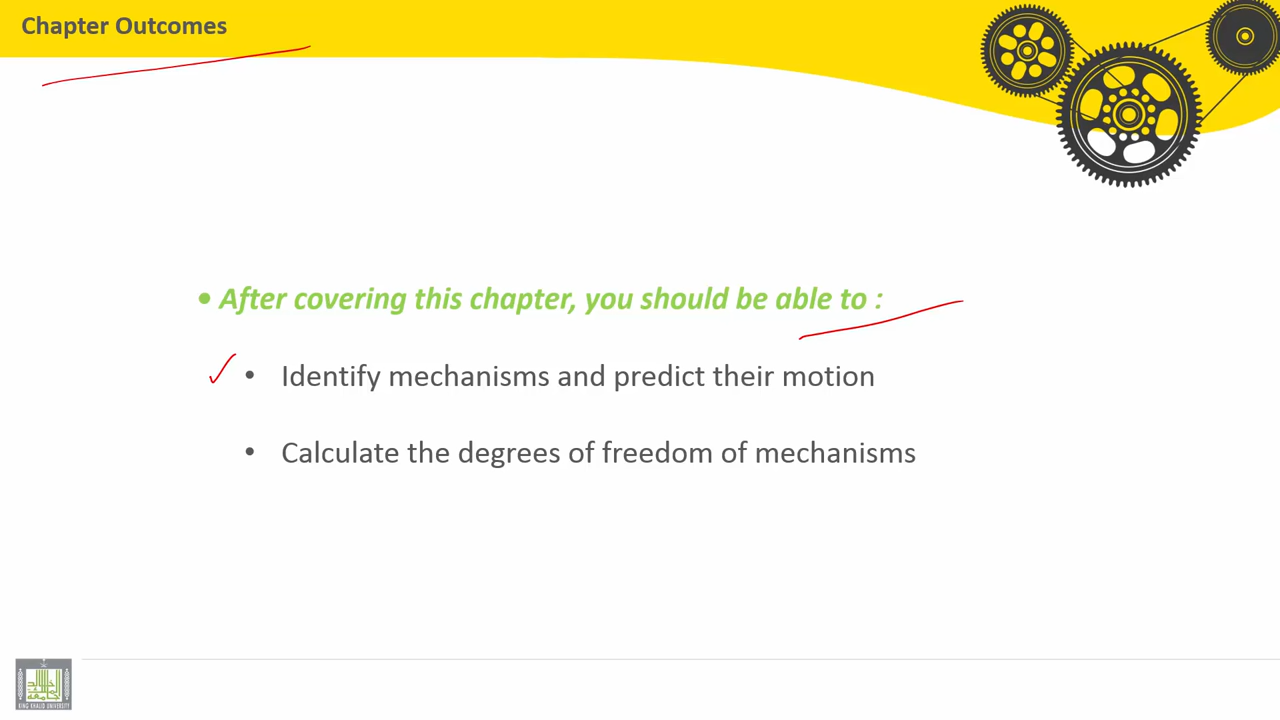 Chapter Outcomes
• After covering this chapter, you should be able to :
• Identify mechanisms and predict their motion
• Calculate the degrees of freedom of mechanisms
KING KHALID UNIVERSITY